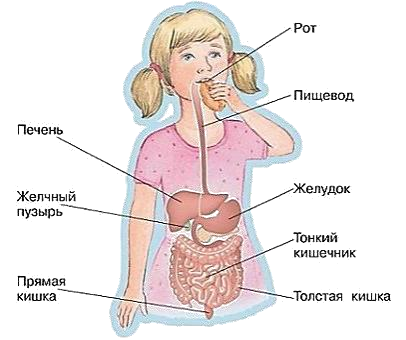 Рот
Пищевод
Печень
Желчный
пузырь
Желудок
Тонкий
кишечник
Прямая
кишка
Толстая кишка